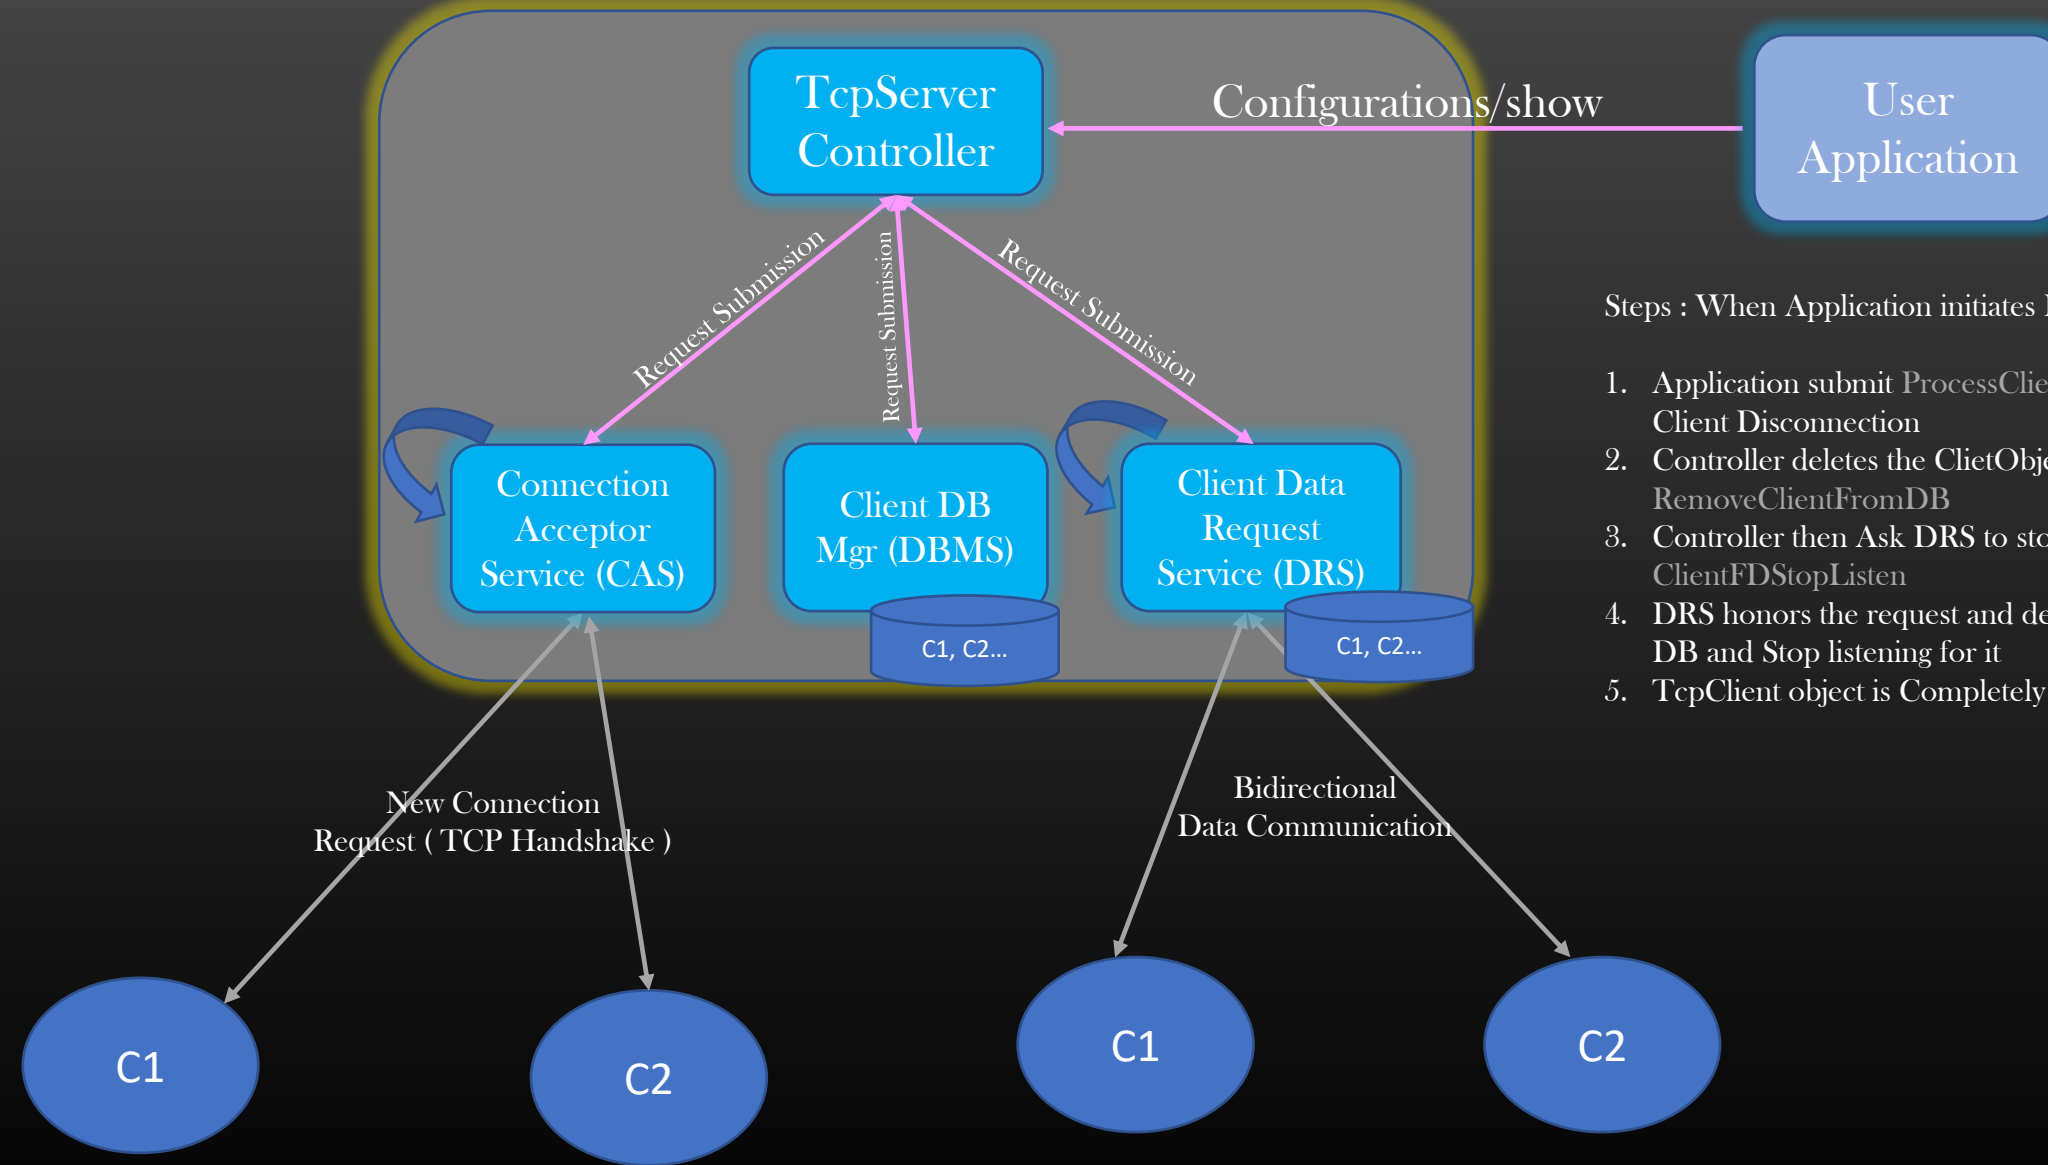 TcpServer
Controller
Configurations/show
User
Application
Request Submission
Request Submission
Request Submission
Connection
Acceptor
Service (CAS)
Client DB
Mgr (DBMS)
Client Data
Request
Service (DRS)
C1, C2...
C1, C2...
Steps : When Application initiates
1. Application submit ProcessClie
Client Disconnection
2. Controller deletes the ClietObje
RemoveClientFromDB
3. Controller then Ask DRS to sto
ClientFDStopListen
4. DRS honors the request and de
DB and Stop listening for it
5. TcpClient object is Completely
New Connection
Request ( TCP Handshake )
Bidirectional
Data Communication
C1
C2
C1
C2